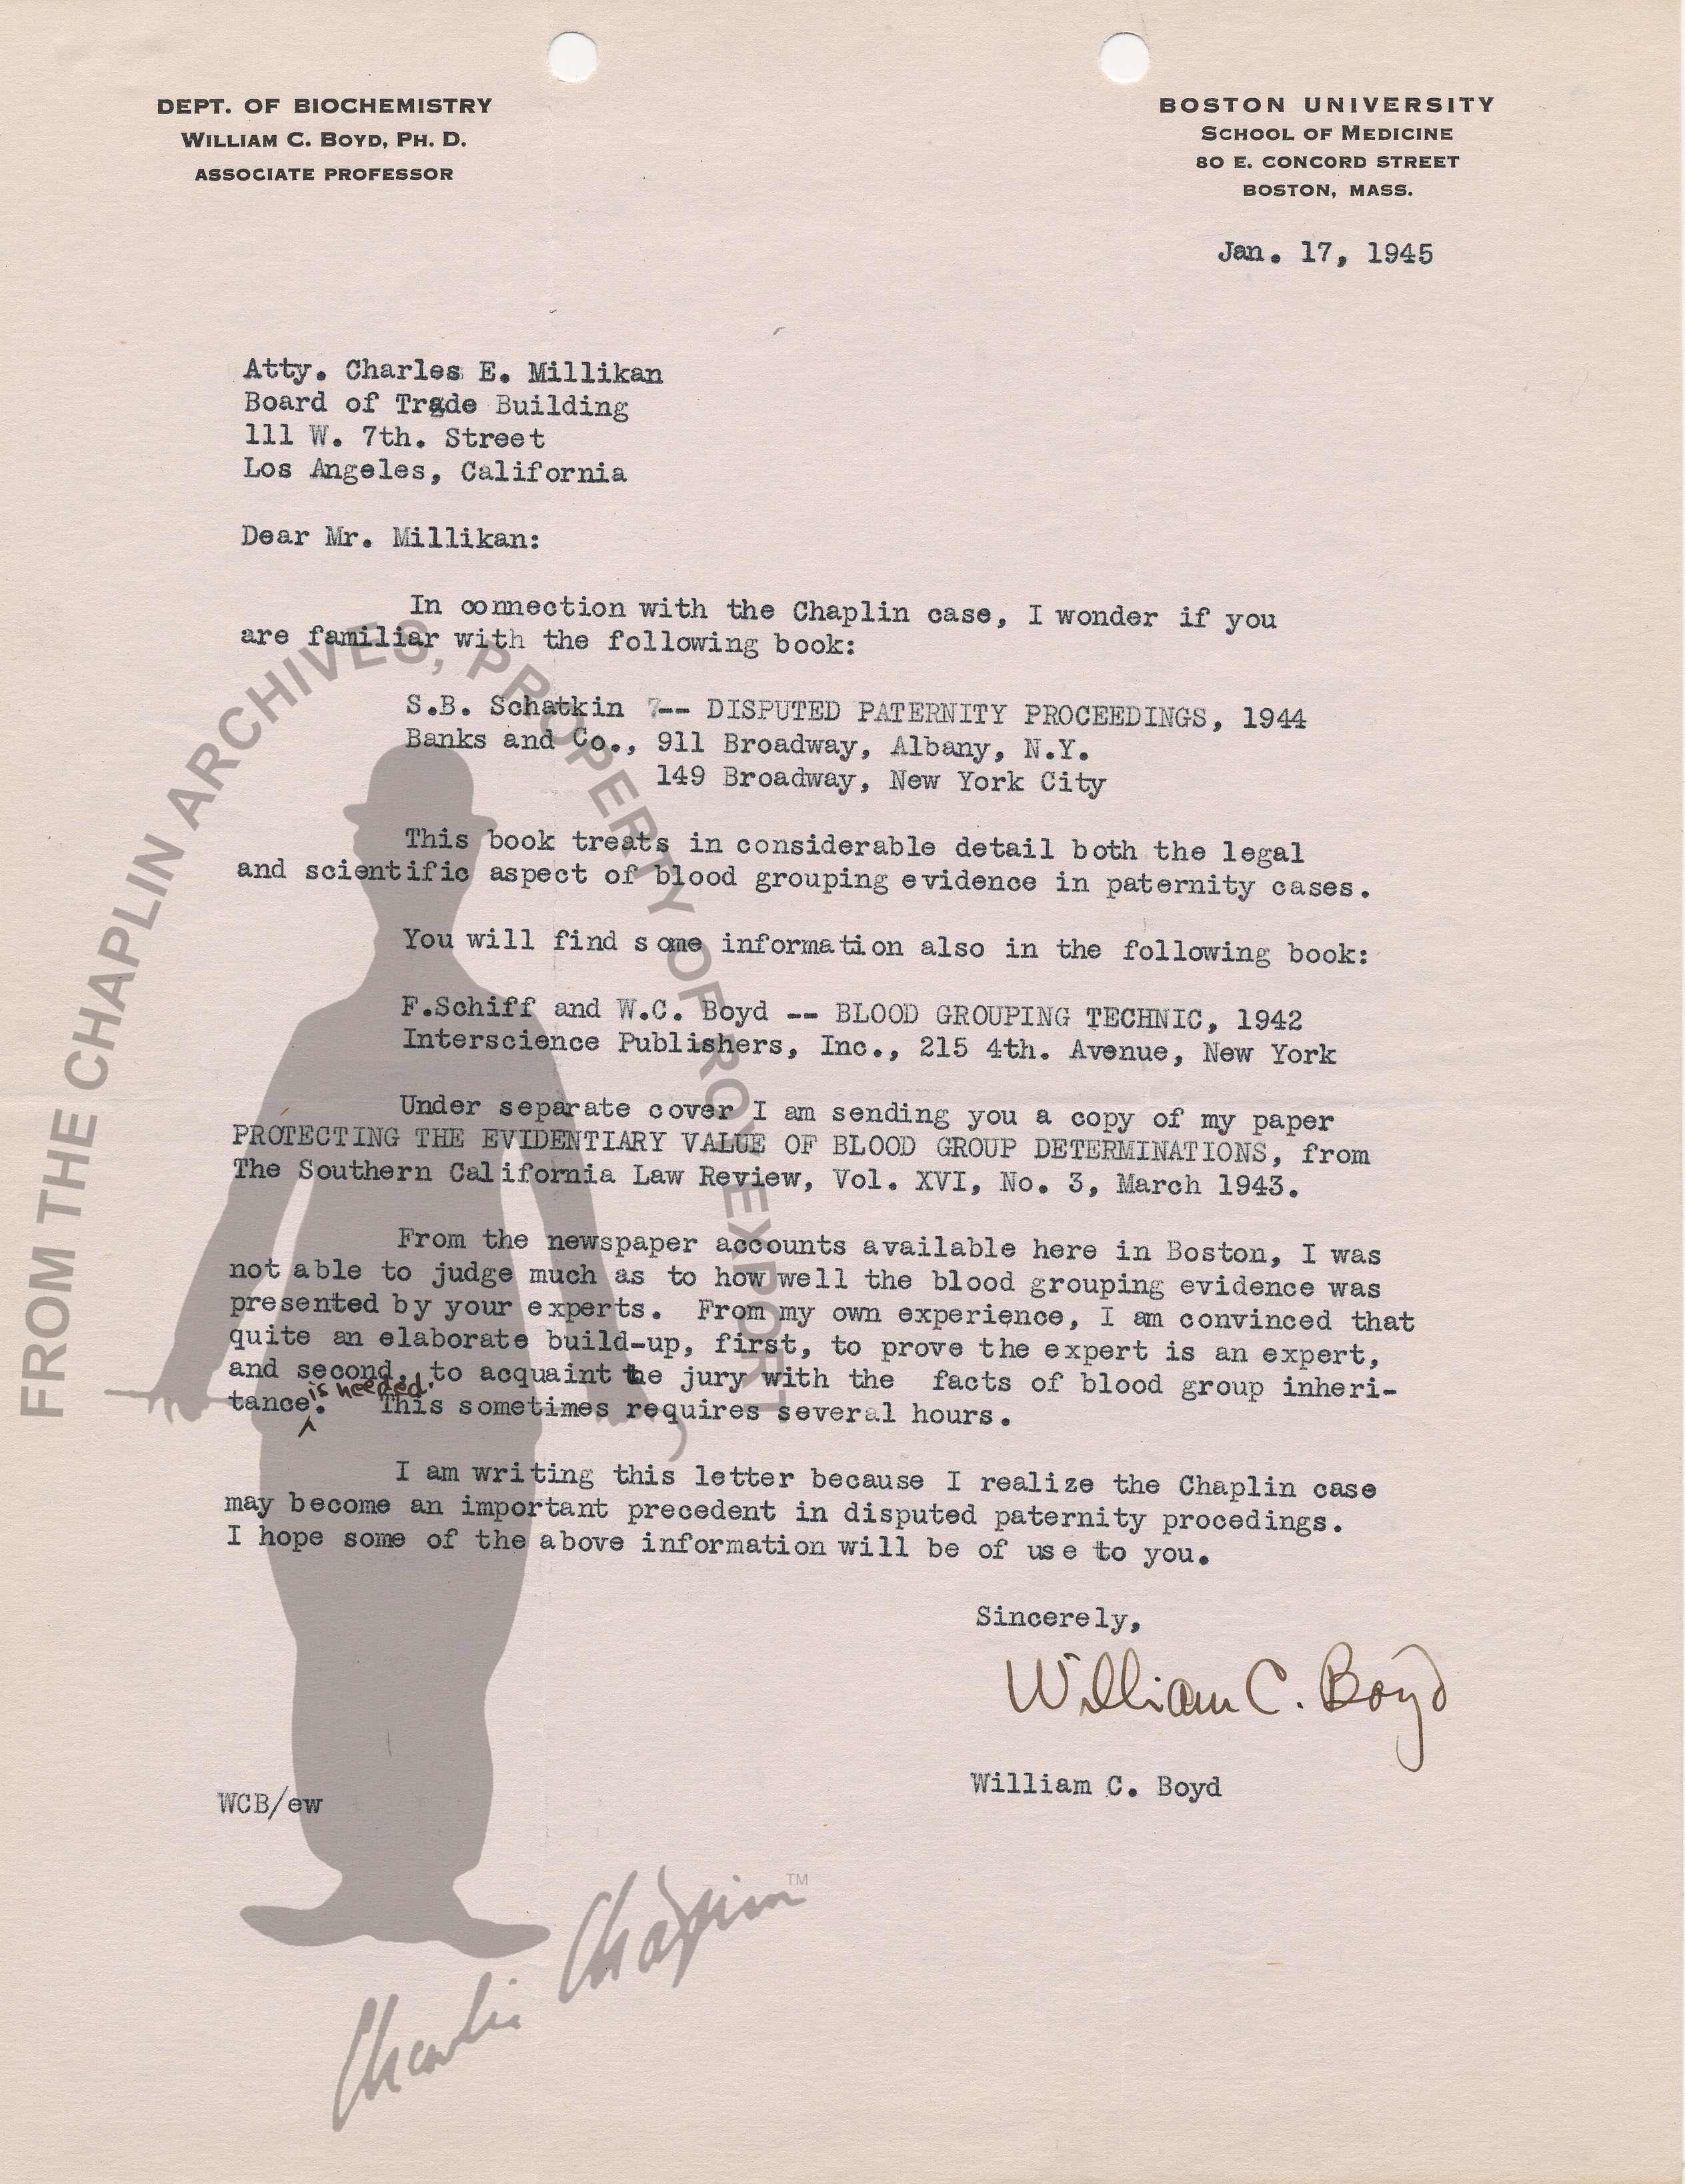 DEPT. OF BIOCHEMISTRY
WILLIAM C. BOYD, PH. D.
ASSOCIATE PROFESSOR
BOSTON UNIVERSITY
SCHOOL OF MEDICINE
80 E. CONCORD STREET
BOSTON, MASS.
Jan. 17, 1945
Atty. Charles E. Millikan
Board of Trade Building
111 W. 7th. Street
Los Angeles, California
Dear Mr. Millikan:
In connection with the Chaplin case, I wonder if you
are familiar with the following book:
S.B. Schatkin -- DISPUTED PATERNITY PROCEEDINGS, 1944
Banks and Co., 911 Broadway, Albany, N.Y.
149 Broadway, New York City
This book treats in considerable detail both the legal
and scientific aspect of blood grouping evidence in paternity cases.
You will find some information also in the following book:
F.Schiff and W.C. Boyd -- BLOOD GROUPING TECHNIC, 1942
Interscience Publishers, Inc., 215 4th. Avenue, New York
Under separate cover I am sending you a copy of my paper
PROTECTING THE EVIDENTIARY VALUE OF BLOOD GROUP DETERMINATIONS, from
The Southern California Law Review, Vol. XVI, No. 3, March 1943.
From the newspaper accounts available here in Boston, I was
not able to judge much as to how well the blood grouping evidence was
presented by your experts. From my own experience, I am convinced that
quite an elaborate build-up, first, to prove the expert is an expert,
and second, to acquaint the jury with the facts of blood group inheri-
tance is needed. This sometimes requires several hours.
I am writing this letter because I realize the Chaplin case
may become an important precedent in disputed paternity procedings.
I hope some of the above information will be of use to you.
Sincerely,
William C. Boyd
William C. Boyd
WCB/ew
FROM THE CHAPLIN ARCHIVES, PROPERTY OF ROY EXPORT
Charlie Chaplin™